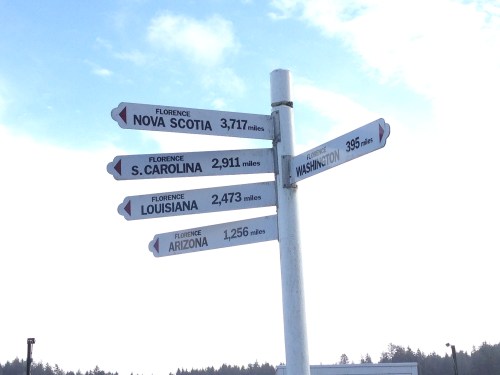 FLORENCE
NOVA SCOTIA 3,717 miles
FLORENCE
S. CAROLINA 2,911 miles
FLORENCE
LOUISIANA 2,473 miles
FLORENCE
ARIZONA 1,256 miles
FLORENCE
WASHINGTON 395 miles